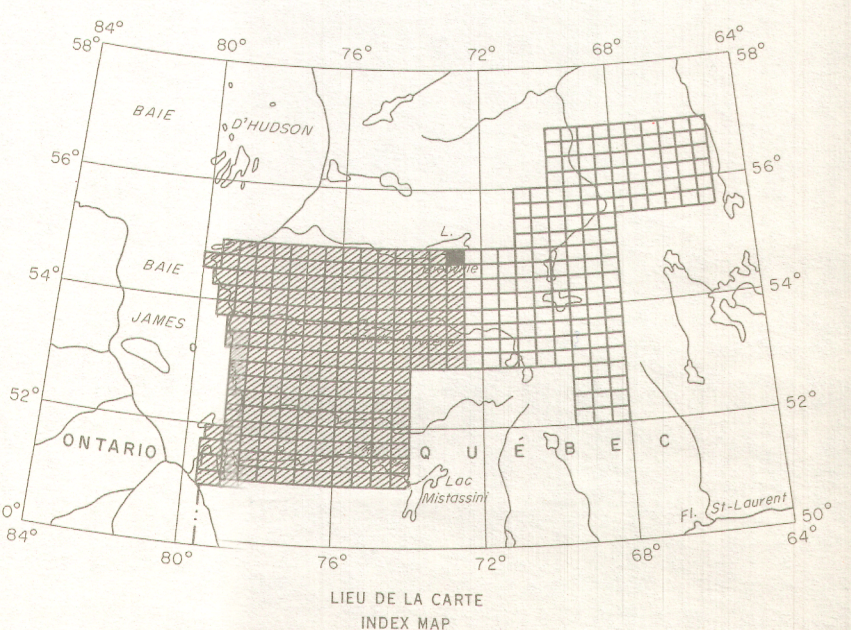 84°
58°
80°
76°
72°
68°
64°
58°
BAIE
D'HUDSON
56°
56°
L.
BAIE
54°
54°
JAMES
52°
52°
ONTARIO
QUÉBEC
Lac
Mistassini
Fl. St-Laurent
0°
50°
84°
80°
76°
72°
68°
64°
LIEU DE LA CARTE
INDEX MAP